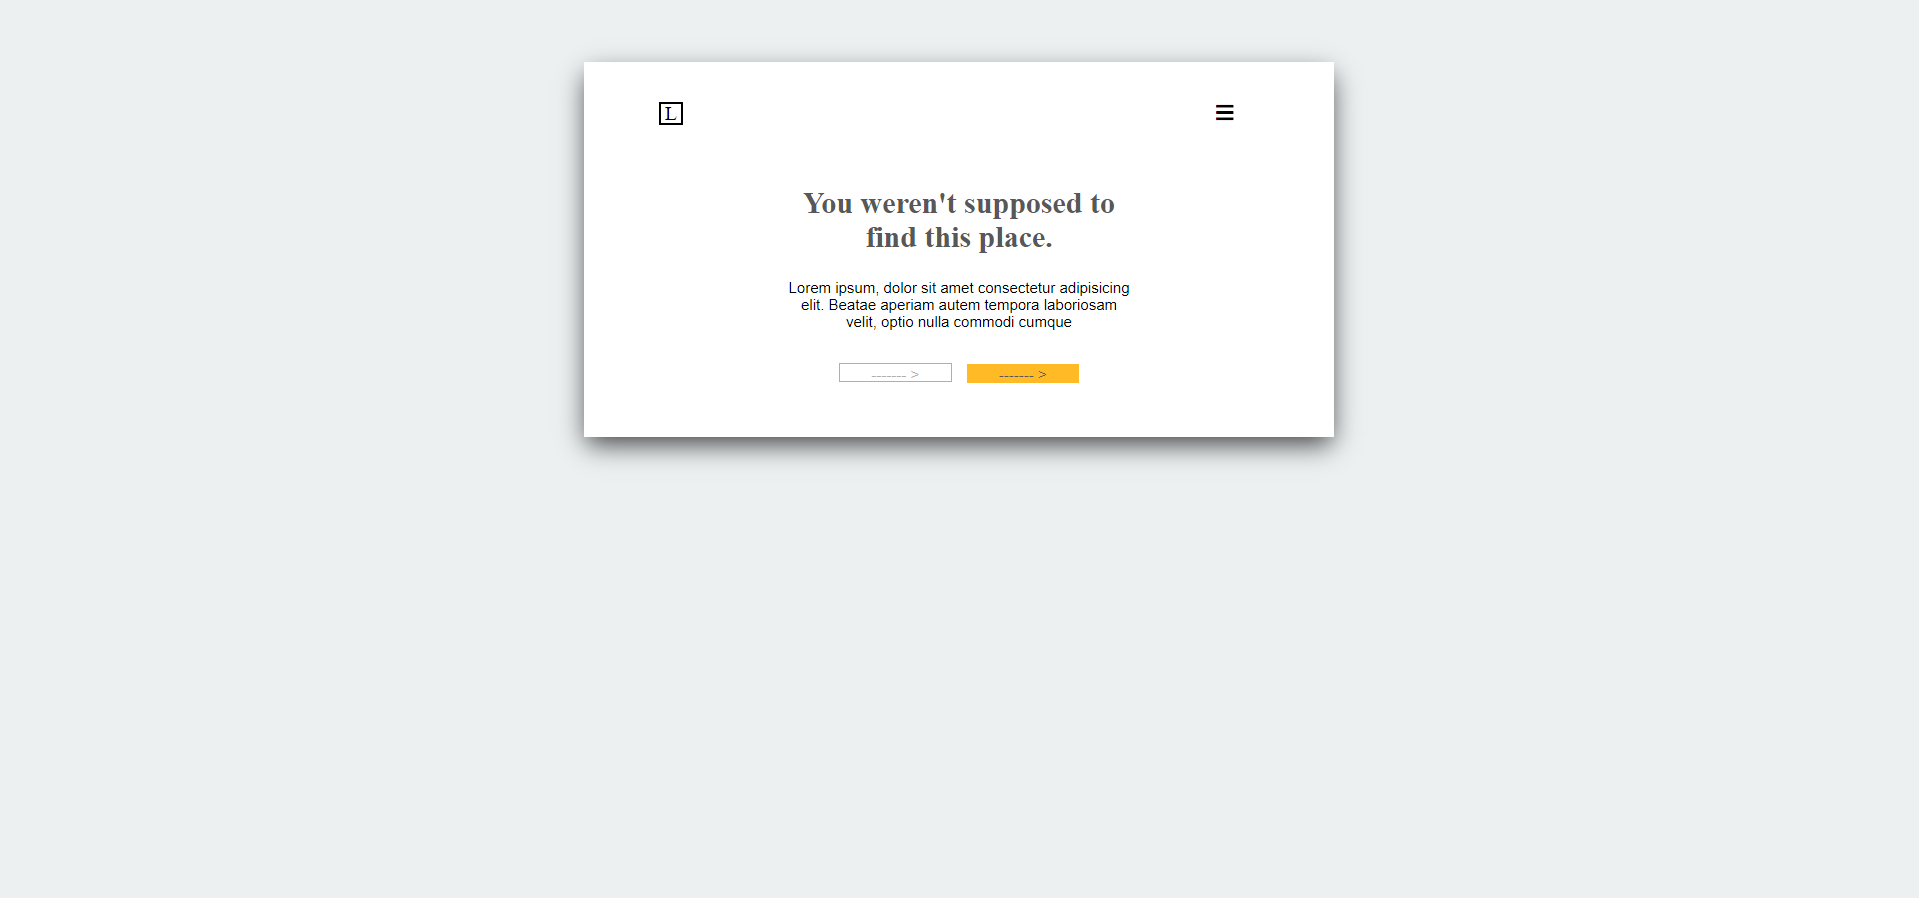 L
You weren't supposed to
find this place.
Lorem ipsum, dolor sit amet consectetur adipisicing
elit. Beatae aperiam autem tempora laboriosam
velit, optio nulla commodi cumque
------- > ------- >